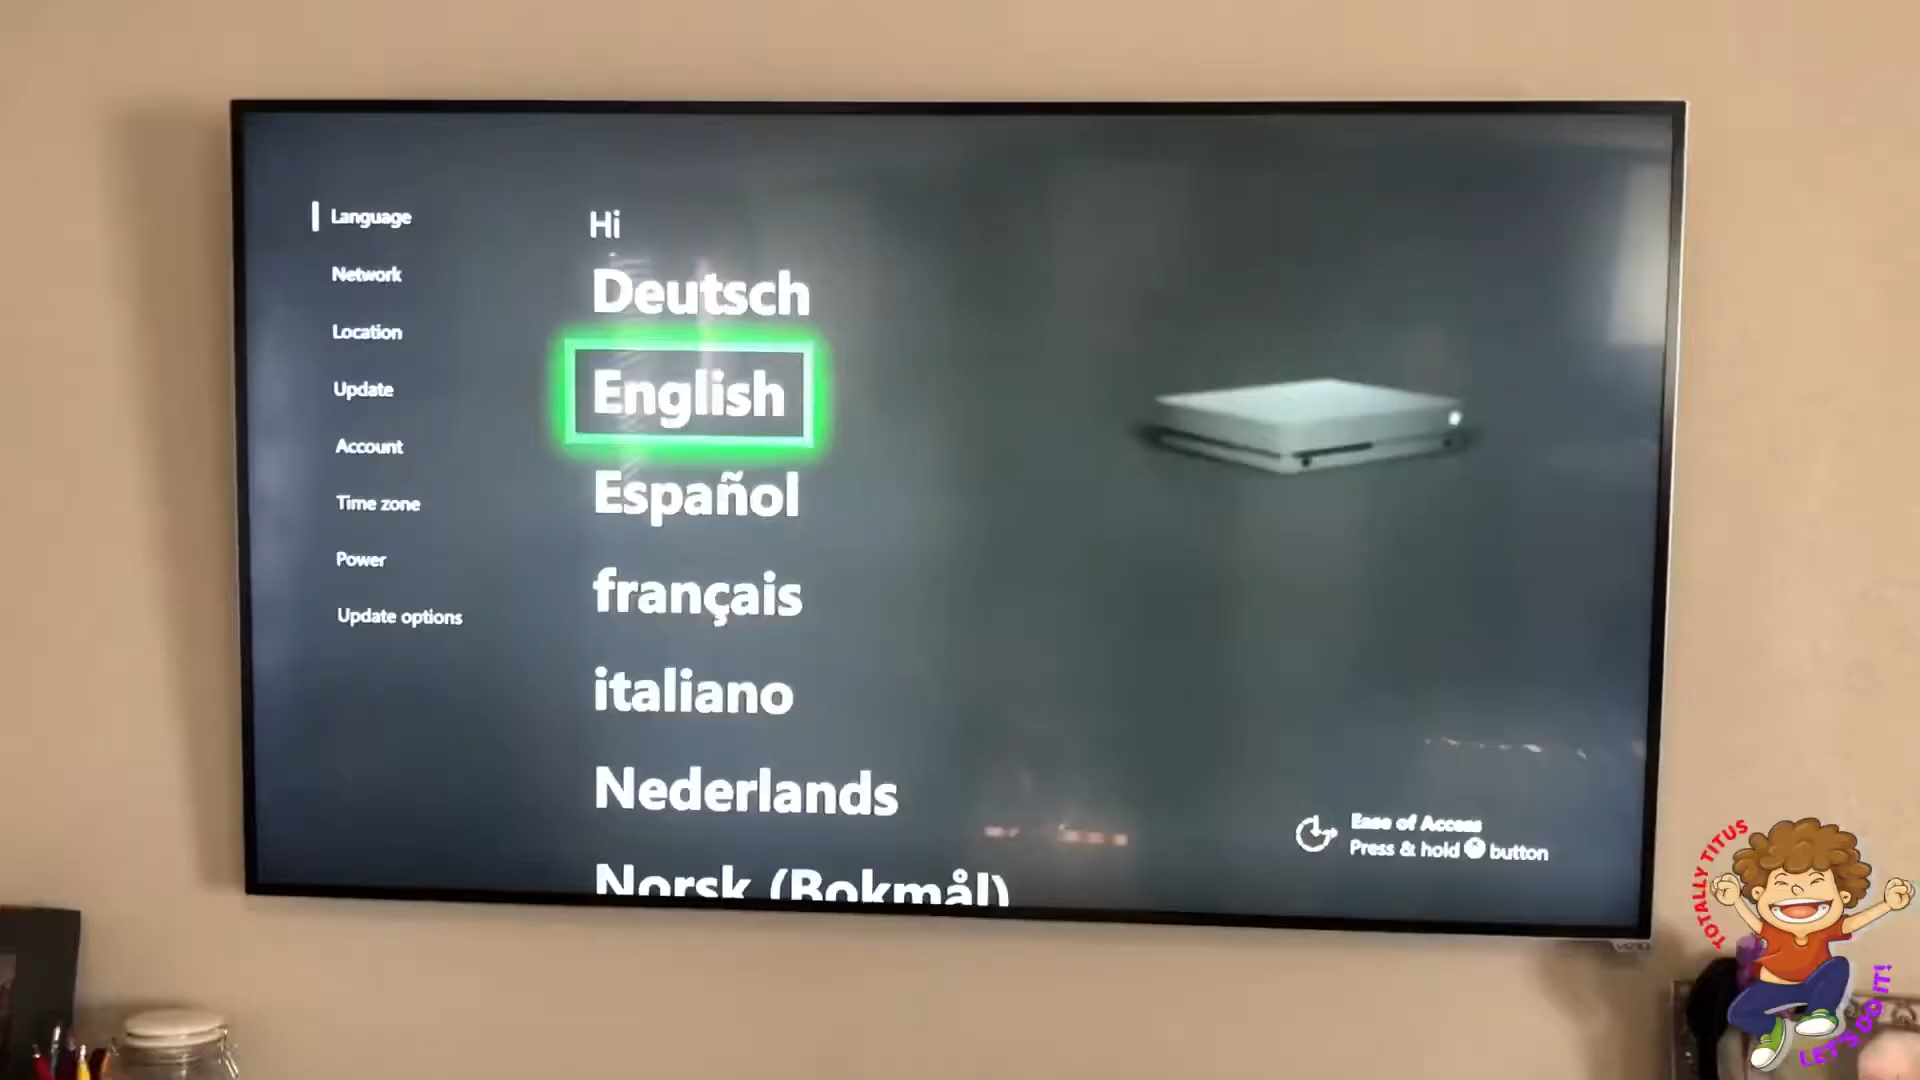 Language
Network
Location
Update
Account
Time zone
Power
Update options
Hi
Deutsch
English
Español
français
italiano
Nederlands
Norsk (Bokmål)
Ease of Access
Press & hold button
VIZIO
TOTALLY TITUS
LET'S DO IT!